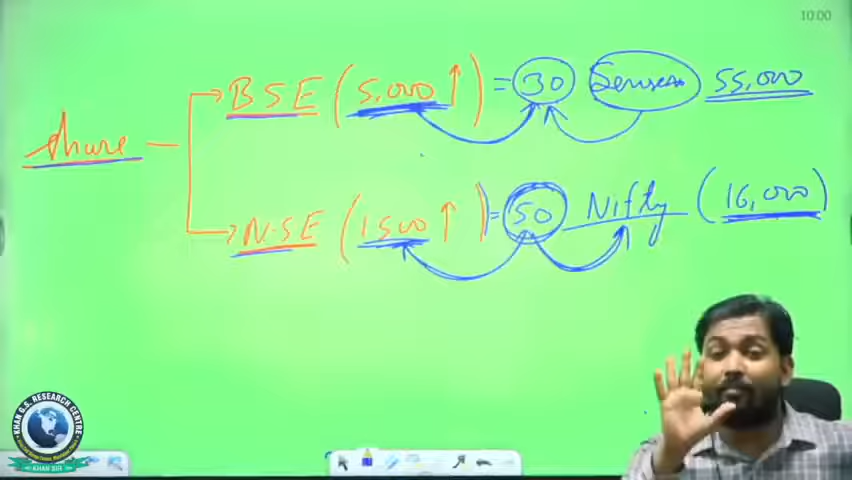 10:00
BSE (5,000↑) = 30 Sensex 55,000
Share
N.SE (1500↑) = 50 Nifty (16,000)
KHAN G.S. RESEARCH CENTRE
KHAN SIR